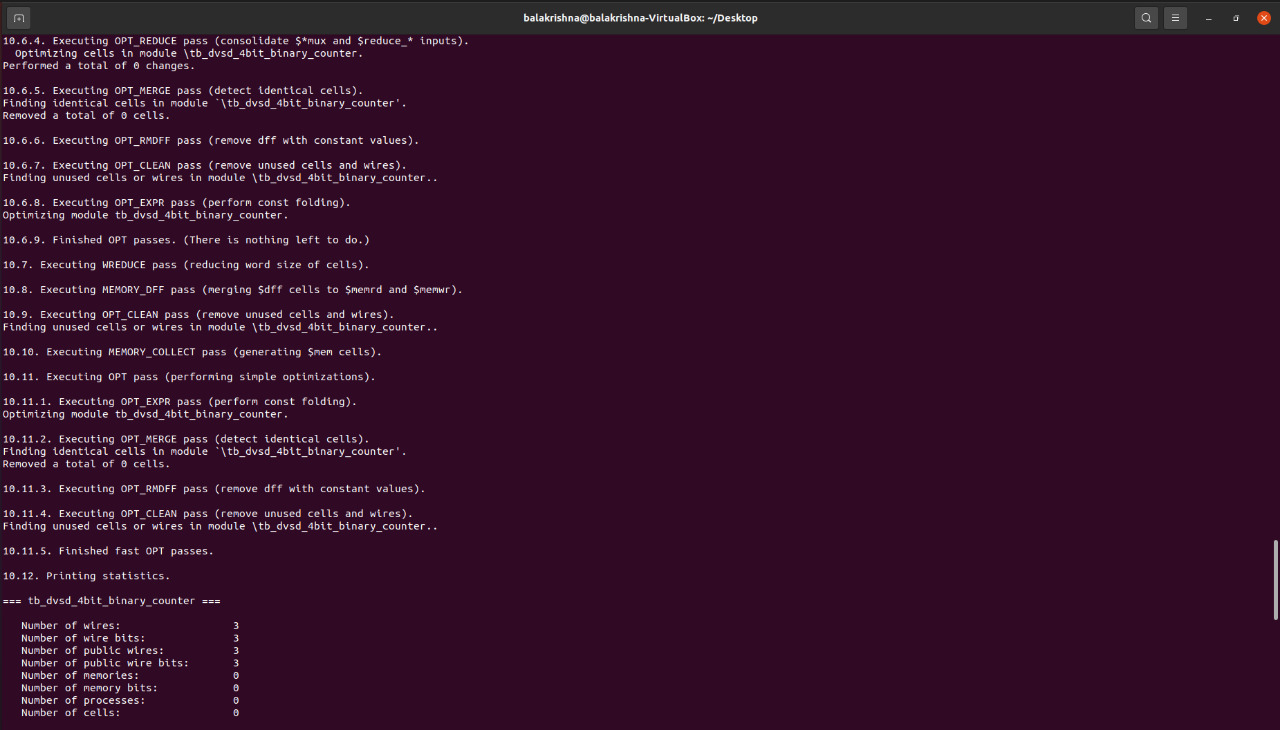 balakrishna@balakrishna-VirtualBox: ~/Desktop
10.6.4. Executing OPT_REDUCE pass (consolidate $*mux and $reduce_* inputs).
  Optimizing cells in module \tb_dvsd_4bit_binary_counter.
Performed a total of 0 changes.

10.6.5. Executing OPT_MERGE pass (detect identical cells).
Finding identical cells in module `\tb_dvsd_4bit_binary_counter'.
Removed a total of 0 cells.

10.6.6. Executing OPT_RMDFF pass (remove dff with constant values).

10.6.7. Executing OPT_CLEAN pass (remove unused cells and wires).
Finding unused cells or wires in module \tb_dvsd_4bit_binary_counter..

10.6.8. Executing OPT_EXPR pass (perform const folding).
Optimizing module tb_dvsd_4bit_binary_counter.

10.6.9. Finished OPT passes. (There is nothing left to do.)

10.7. Executing WREDUCE pass (reducing word size of cells).

10.8. Executing MEMORY_DFF pass (merging $dff cells to $memrd and $memwr).

10.9. Executing OPT_CLEAN pass (remove unused cells and wires).
Finding unused cells or wires in module \tb_dvsd_4bit_binary_counter..

10.10. Executing MEMORY_COLLECT pass (generating $mem cells).

10.11. Executing OPT pass (performing simple optimizations).

10.11.1. Executing OPT_EXPR pass (perform const folding).
Optimizing module tb_dvsd_4bit_binary_counter.

10.11.2. Executing OPT_MERGE pass (detect identical cells).
Finding identical cells in module `\tb_dvsd_4bit_binary_counter'.
Removed a total of 0 cells.

10.11.3. Executing OPT_RMDFF pass (remove dff with constant values).

10.11.4. Executing OPT_CLEAN pass (remove unused cells and wires).
Finding unused cells or wires in module \tb_dvsd_4bit_binary_counter..

10.11.5. Finished fast OPT passes.

10.12. Printing statistics.

=== tb_dvsd_4bit_binary_counter ===

   Number of wires:                  3
   Number of wire bits:              3
   Number of public wires:           3
   Number of public wire bits:       3
   Number of memories:               0
   Number of memory bits:            0
   Number of processes:              0
   Number of cells:                  0